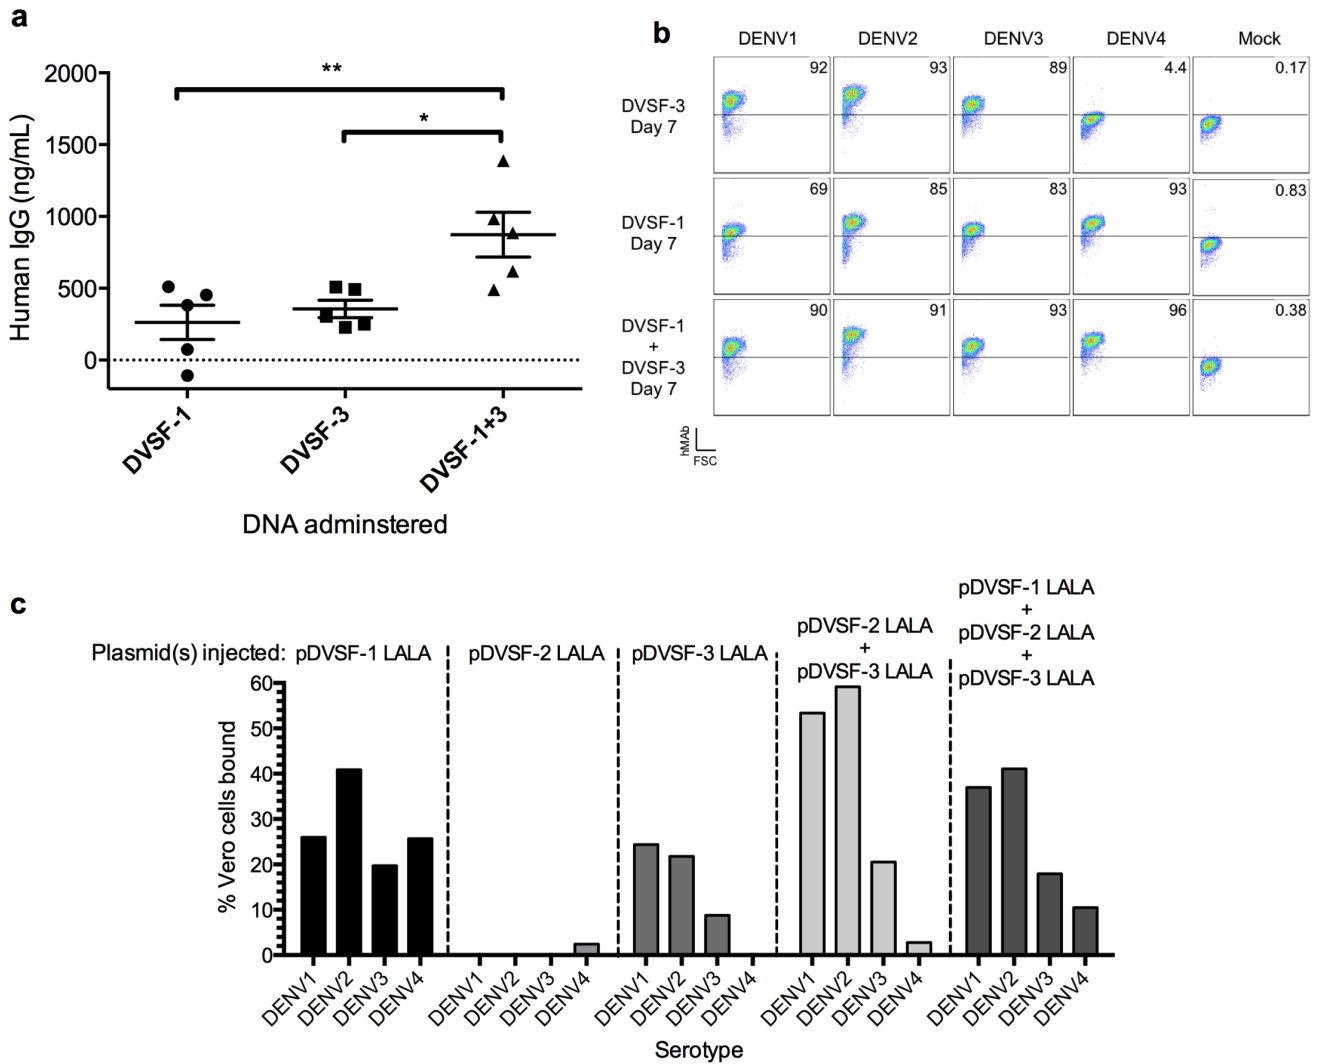 a
2000
1500
1000
500
0
Human IgG (ng/mL)
**
*
DVSF-1
DVSF-3
DVSF-1+3
DNA adminstered
b
DENV1 DENV2 DENV3 DENV4 Mock
DVSF-3
Day 7
92 93 89 4.4 0.17
DVSF-1
Day 7
69 85 83 93 0.83
DVSF-1
+
DVSF-3
Day 7
90 91 93 96 0.38
hMAb
FSC
c
Plasmid(s) injected: pDVSF-1 LALA pDVSF-2 LALA pDVSF-3 LALA
pDVSF-2 LALA
+
pDVSF-3 LALA
pDVSF-1 LALA
+
pDVSF-2 LALA
+
pDVSF-3 LALA
60
50
40
30
20
10
0
% Vero cells bound
DENV1 DENV2 DENV3 DENV4 DENV1 DENV2 DENV3 DENV4 DENV1 DENV2 DENV3 DENV4 DENV1 DENV2 DENV3 DENV4 DENV1 DENV2 DENV3 DENV4
Serotype